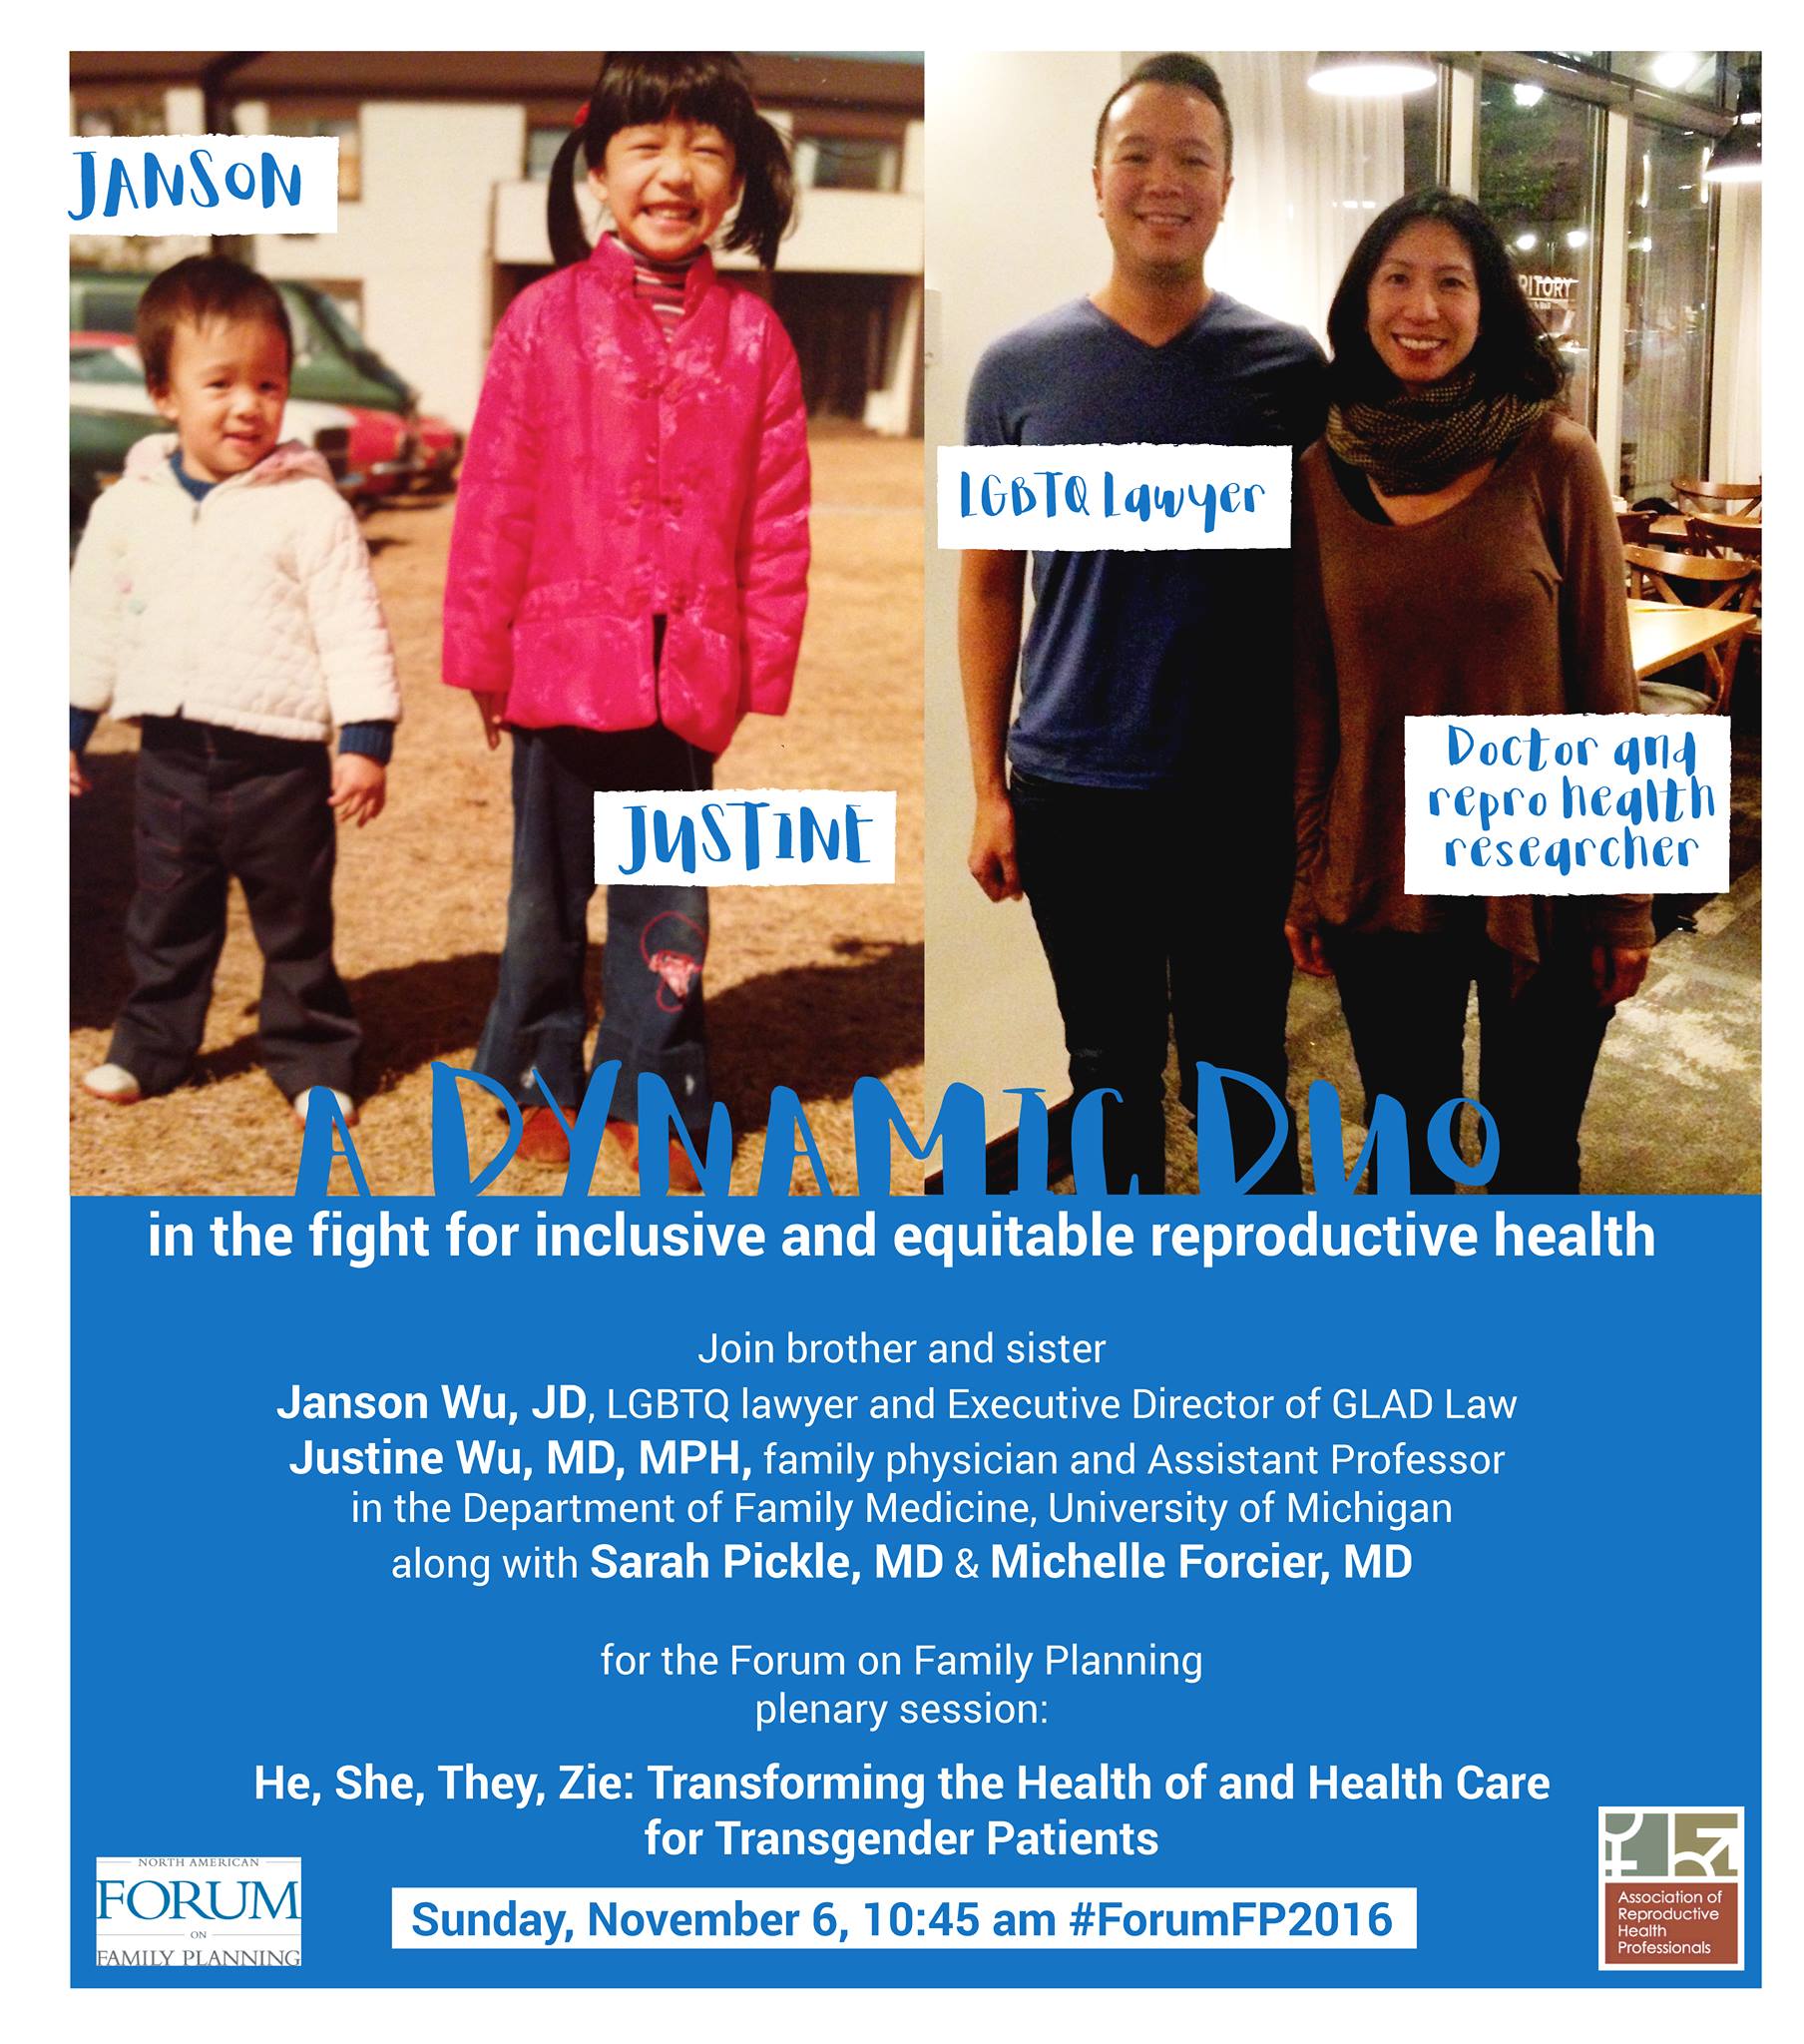 JANSON
JUSTINE
LGBTQ Lawyer
Doctor and
repro health
researcher
A DYNAMIC DUO
in the fight for inclusive and equitable reproductive health
Join brother and sister
Janson Wu, JD, LGBTQ lawyer and Executive Director of GLAD Law
Justine Wu, MD, MPH, family physician and Assistant Professor
in the Department of Family Medicine, University of Michigan
along with Sarah Pickle, MD & Michelle Forcier, MD
for the Forum on Family Planning
plenary session:
He, She, They, Zie: Transforming the Health of and Health Care
for Transgender Patients
Sunday, November 6, 10:45 am #ForumFP2016
NORTH AMERICAN
FORUM
ON
FAMILY PLANNING
Association of
Reproductive
Health
Professionals